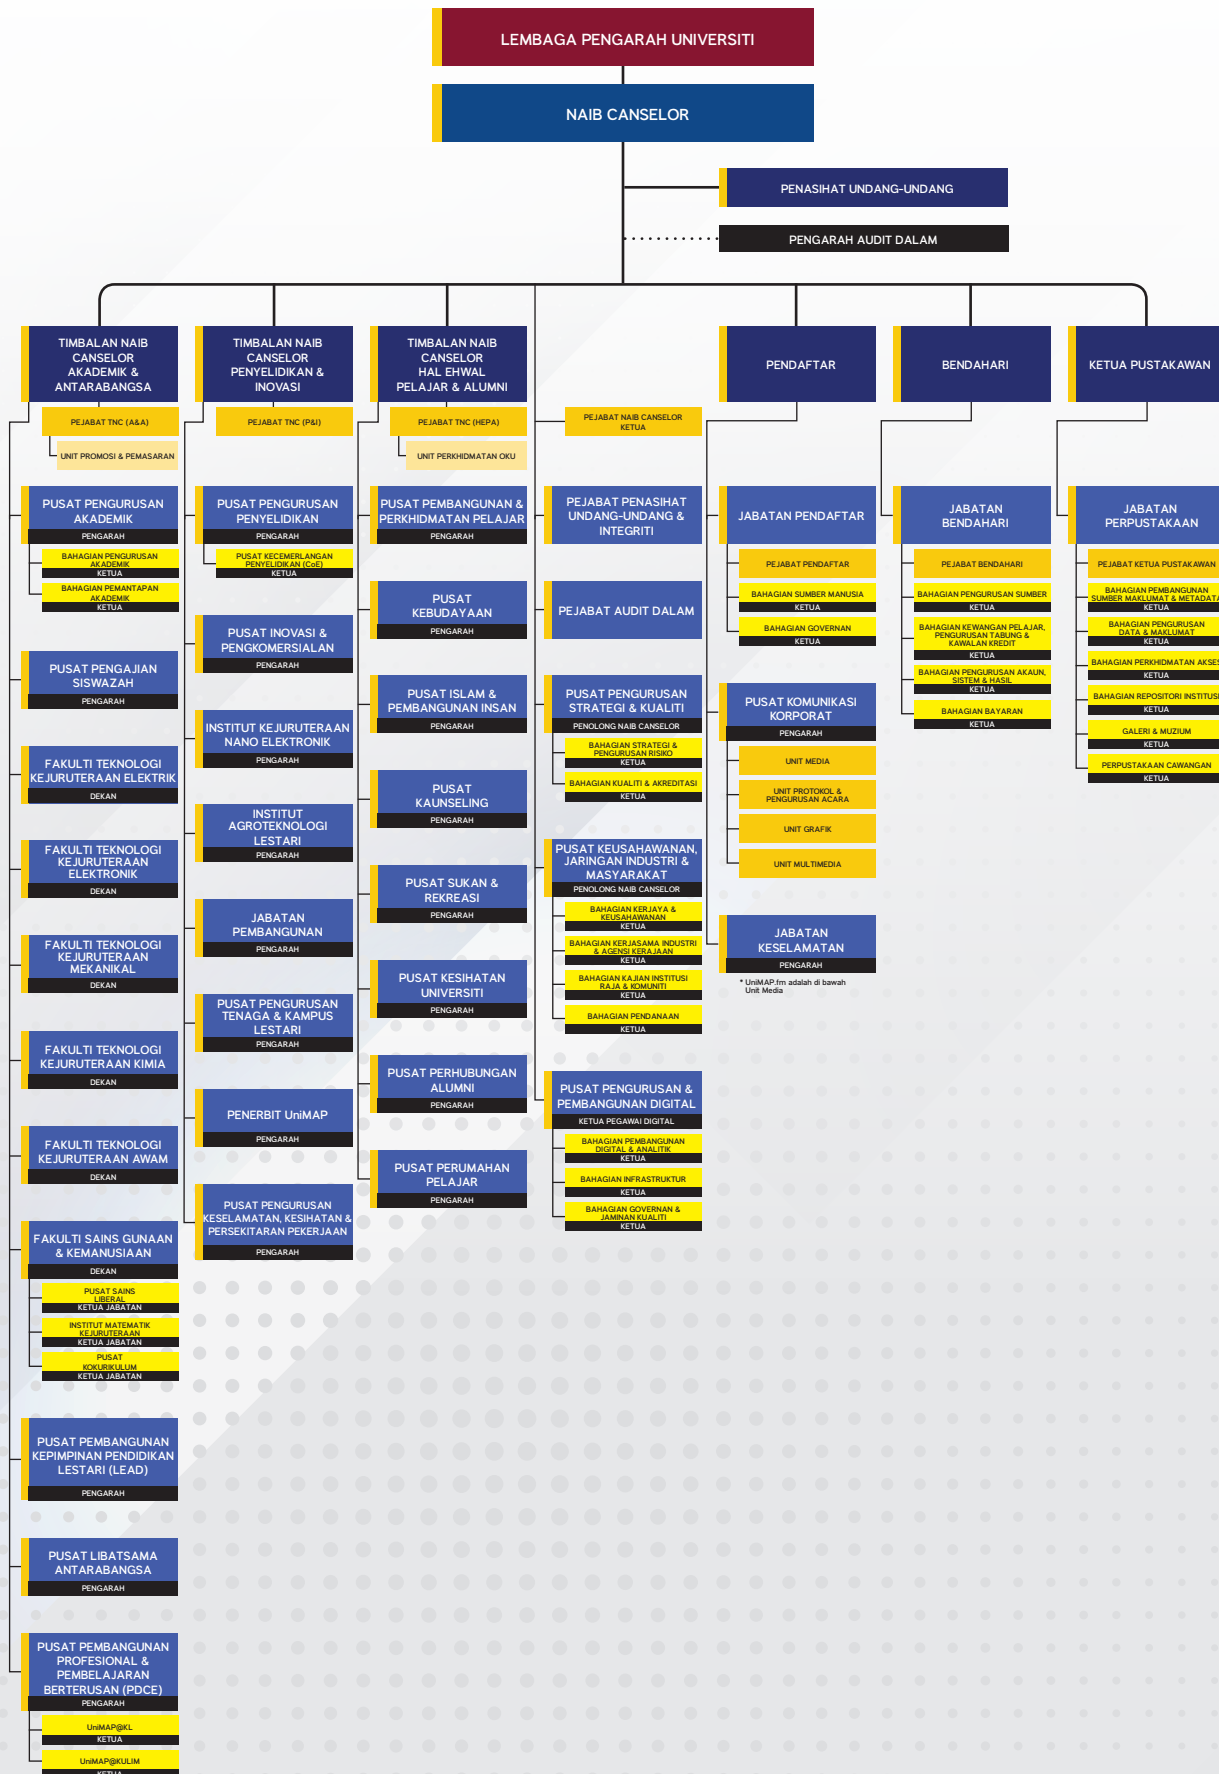 LEMBAGA PENGARAH UNIVERSITI
NAIB CANSELOR
PENASIHAT UNDANG-UNDANG
PENGARAH AUDIT DALAM
TIMBALAN NAIB
CANSELOR
AKADEMIK &
ANTARABANGSA
PEJABAT TNC (A&A)
UNIT PROMOSI & PEMASARAN
PUSAT PENGURUSAN
AKADEMIK
PENGARAH
BAHAGIAN PENGURUSAN
AKADEMIK
KETUA
BAHAGIAN PEMANTAPAN
AKADEMIK
KETUA
PUSAT PENGAJIAN
SISWAZAH
PENGARAH
FAKULTI TEKNOLOGI
KEJURUTERAAN ELEKTRIK
DEKAN
FAKULTI TEKNOLOGI
KEJURUTERAAN
ELEKTRONIK
DEKAN
FAKULTI TEKNOLOGI
KEJURUTERAAN
MEKANIKAL
DEKAN
FAKULTI TEKNOLOGI
KEJURUTERAAN KIMIA
DEKAN
FAKULTI TEKNOLOGI
KEJURUTERAAN AWAM
DEKAN
FAKULTI SAINS GUNAAN
& KEMANUSIAAN
DEKAN
PUSAT SAINS
LIBERAL
KETUA JABATAN
INSTITUT MATEMATIK
KEJURUTERAAN
KETUA JABATAN
PUSAT
KOKURIKULUM
KETUA JABATAN
PUSAT PEMBANGUNAN
KEPIMPINAN PENDIDIKAN
LESTARI (LEAD)
PENGARAH
PUSAT LIBATSAMA
ANTARABANGSA
PENGARAH
PUSAT PEMBANGUNAN
PROFESIONAL &
PEMBELAJARAN
BERTERUSAN (PDCE)
PENGARAH
UniMAP@KL
KETUA
UniMAP@KULIM
KETUA
TIMBALAN NAIB
CANSELOR
PENYELIDIKAN &
INOVASI
PEJABAT TNC (P&I)
PUSAT PENGURUSAN
PENYELIDIKAN
PENGARAH
PUSAT KECEMERLANGAN
PENYELIDIKAN (CoE)
KETUA
PUSAT INOVASI &
PENGKOMERSIALAN
PENGARAH
INSTITUT KEJURUTERAAN
NANO ELEKTRONIK
PENGARAH
INSTITUT
AGROTEKNOLOGI
LESTARI
PENGARAH
JABATAN
PEMBANGUNAN
PENGARAH
PUSAT PENGURUSAN
TENAGA & KAMPUS
LESTARI
PENGARAH
PENERBIT UniMAP
PENGARAH
PUSAT PENGURUSAN
KESELAMATAN, KESIHATAN &
PERSEKITARAN PEKERJAAN
PENGARAH
TIMBALAN NAIB
CANSELOR
HAL EHWAL
PELAJAR & ALUMNI
PEJABAT TNC (HEPA)
UNIT PERKHIDMATAN OKU
PUSAT PEMBANGUNAN &
PERKHIDMATAN PELAJAR
PENGARAH
PUSAT
KEBUDAYAAN
PENGARAH
PUSAT ISLAM &
PEMBANGUNAN INSAN
PENGARAH
PUSAT
KAUNSELING
PENGARAH
PUSAT SUKAN &
REKREASI
PENGARAH
PUSAT KESIHATAN
UNIVERSITI
PENGARAH
PUSAT PERHUBUNGAN
ALUMNI
PENGARAH
PUSAT PERUMAHAN
PELAJAR
PENGARAH
PEJABAT NAIB CANSELOR
KETUA
PEJABAT PENASIHAT
UNDANG-UNDANG &
INTEGRITI
PEJABAT AUDIT DALAM
PUSAT PENGURUSAN
STRATEGI & KUALITI
PENOLONG NAIB CANSELOR
BAHAGIAN STRATEGI &
PENGURUSAN RISIKO
KETUA
BAHAGIAN KUALITI & AKREDITASI
KETUA
PUSAT KEUSAHAWANAN,
JARINGAN INDUSTRI &
MASYARAKAT
PENOLONG NAIB CANSELOR
BAHAGIAN KERJAYA &
KEUSAHAWANAN
KETUA
BAHAGIAN KERJASAMA INDUSTRI
& AGENSI KERAJAAN
KETUA
BAHAGIAN KAJIAN INSTITUSI
RAJA & KOMUNITI
KETUA
BAHAGIAN PENDANAAN
KETUA
PUSAT PENGURUSAN &
PEMBANGUNAN DIGITAL
KETUA PEGAWAI DIGITAL
BAHAGIAN PEMBANGUNAN
DIGITAL & ANALITIK
KETUA
BAHAGIAN INFRASTRUKTUR
KETUA
BAHAGIAN GOVERNAN &
JAMINAN KUALITI
KETUA
PENDAFTAR
JABATAN PENDAFTAR
PEJABAT PENDAFTAR
BAHAGIAN SUMBER MANUSIA
KETUA
BAHAGIAN GOVERNAN
KETUA
PUSAT KOMUNIKASI
KORPORAT
PENGARAH
UNIT MEDIA
UNIT PROTOKOL &
PENGURUSAN ACARA
UNIT GRAFIK
UNIT MULTIMEDIA
JABATAN
KESELAMATAN
PENGARAH
* UniMAP.fm adalah di bawah
Unit Media
BENDAHARI
JABATAN
BENDAHARI
PEJABAT BENDAHARI
BAHAGIAN PENGURUSAN SUMBER
KETUA
BAHAGIAN KEWANGAN PELAJAR,
PENGURUSAN TABUNG &
KAWALAN KREDIT
KETUA
BAHAGIAN PENGURUSAN AKAUN,
SISTEM & HASIL
KETUA
BAHAGIAN BAYARAN
KETUA
KETUA PUSTAKAWAN
JABATAN
PERPUSTAKAAN
PEJABAT KETUA PUSTAKAWAN
BAHAGIAN PEMBANGUNAN
SUMBER MAKLUMAT & METADATA
KETUA
BAHAGIAN PENGURUSAN
DATA & MAKLUMAT
KETUA
BAHAGIAN PERKHIDMATAN AKSES
KETUA
BAHAGIAN REPOSITORI INSTITUSI
KETUA
GALERI & MUZIUM
KETUA
PERPUSTAKAAN CAWANGAN
KETUA